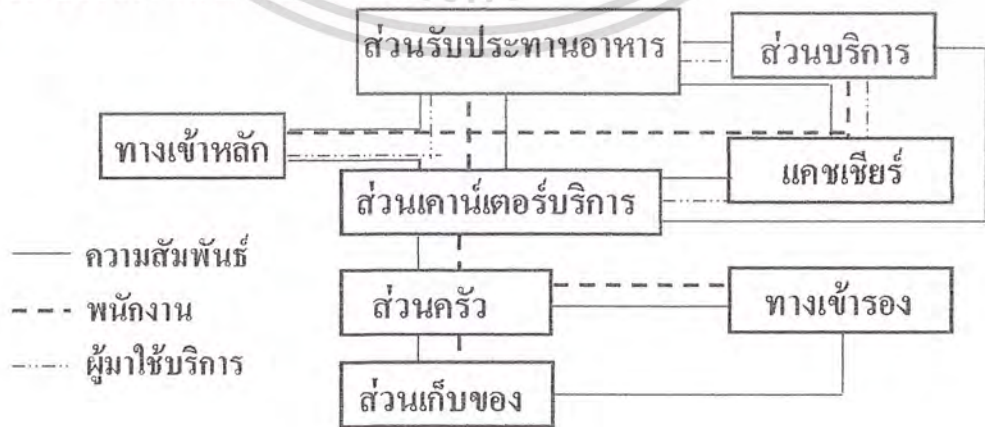 ส่วนรับประทานอาหาร
ส่วนบริการ
ทางเข้าหลัก
แคชเชียร์
ส่วนเคาน์เตอร์บริการ
ความสัมพันธ์
พนักงาน
ผู้มาใช้บริการ
ส่วนครัว
ทางเข้ารอง
ส่วนเก็บของ